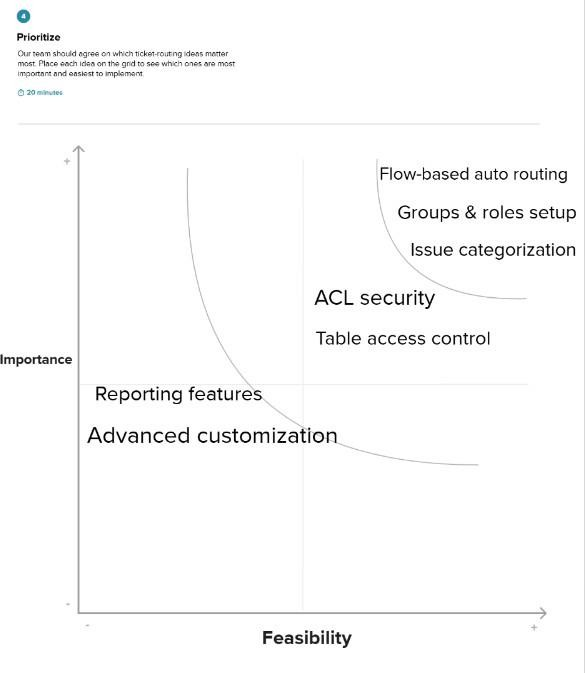 4
Prioritize
Our team should agree on which ticket-routing ideas matter
most. Place each idea on the grid to see which ones are most
important and easiest to implement.
20 minutes
+
Flow-based auto routing
Groups & roles setup
Issue categorization
ACL security
Table access control
Importance
Reporting features
Advanced customization
-
-
+
Feasibility